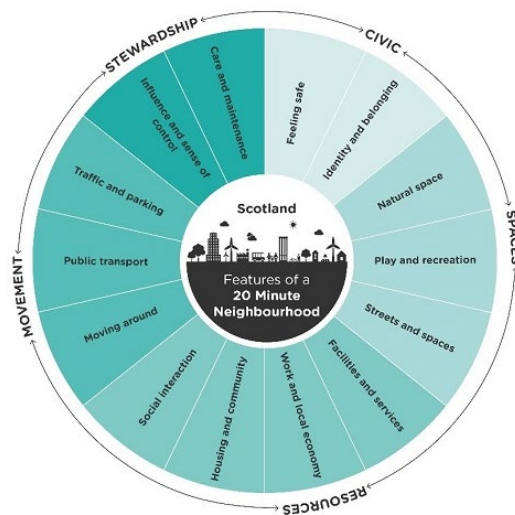 STEWARDSHIP
CIVIC
SPACES
RESOURCES
MOVEMENT
Feeling safe
Identity and belonging
Natural space
Play and recreation
Streets and spaces
Facilities and services
Work and local economy
Housing and community
Social interaction
Moving around
Public transport
Traffic and parking
Influence and sense of
control
Care and maintenance
Scotland
Features of a
20 Minute
Neighbourhood